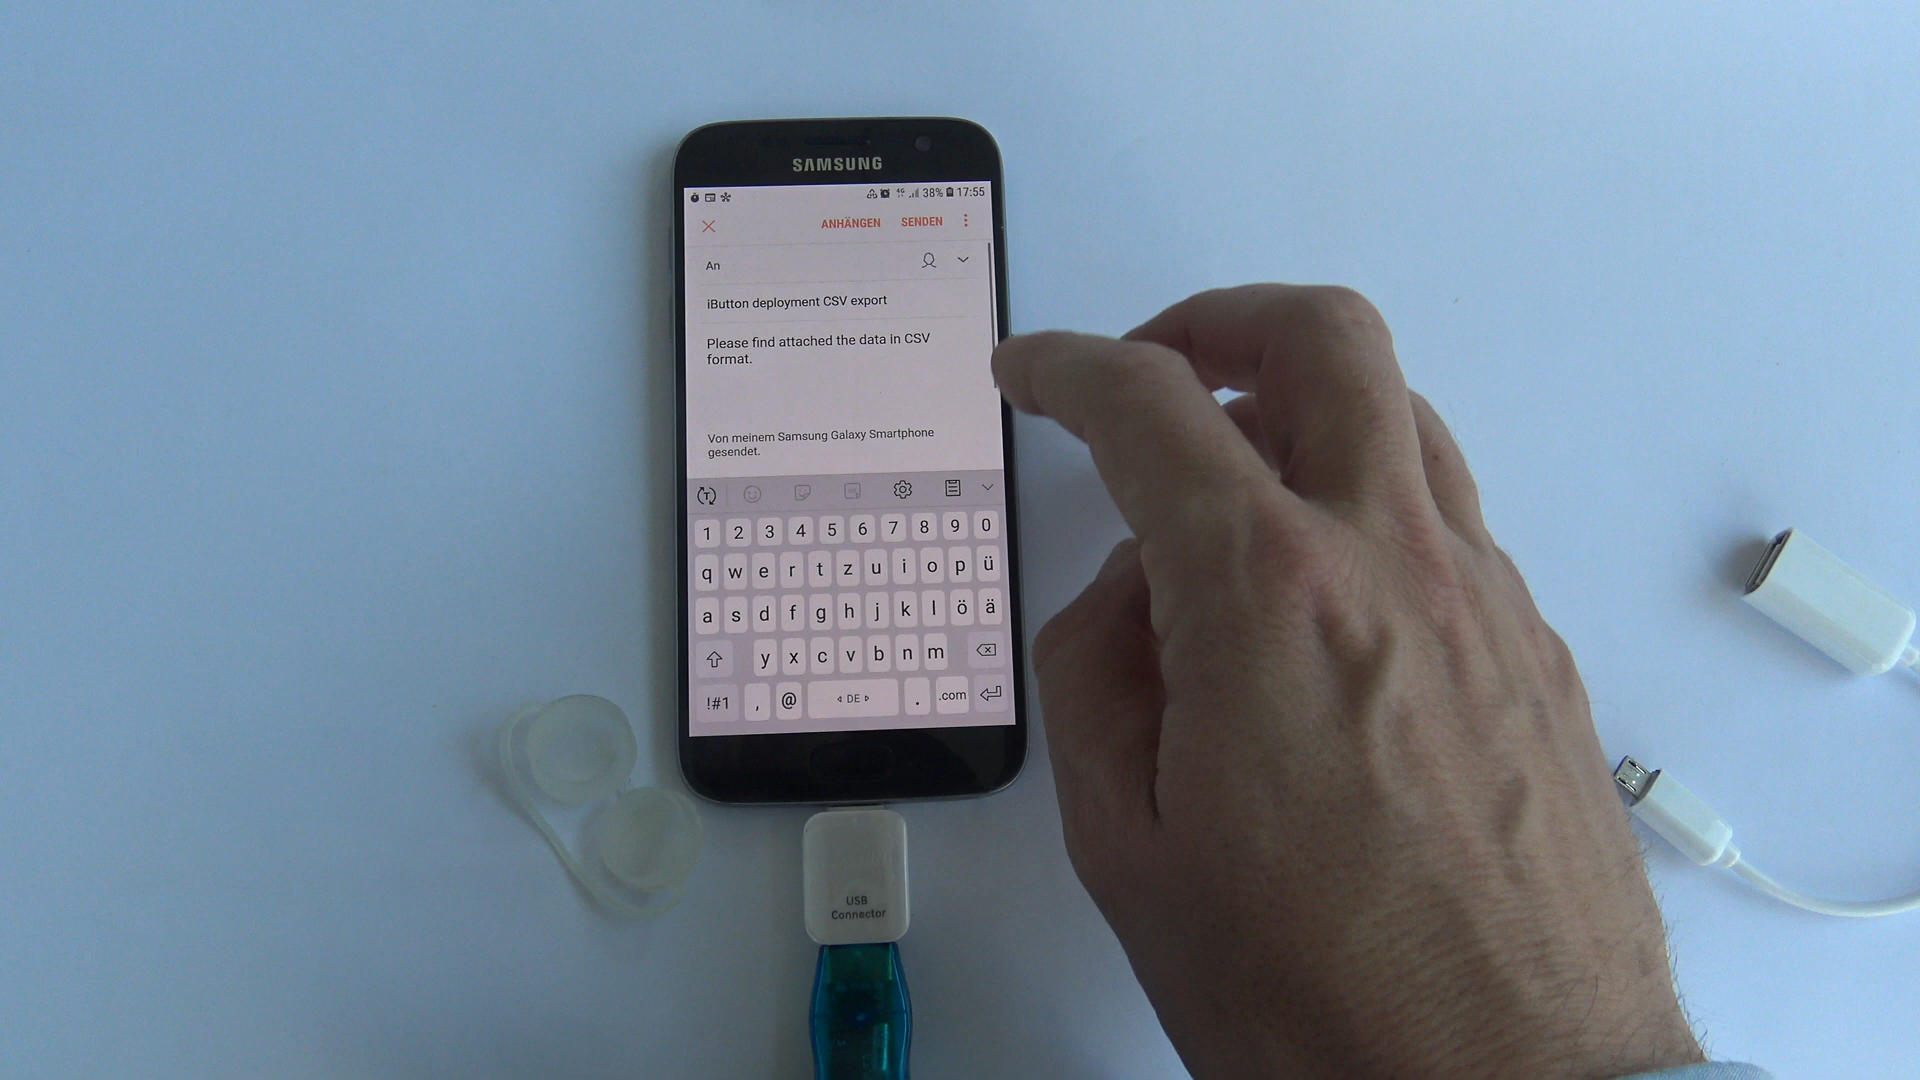 SAMSUNG
4G 38% 17:55
ANHÄNGEN SENDEN
An
iButton deployment CSV export
Please find attached the data in CSV
format.
Von meinem Samsung Galaxy Smartphone
gesendet.
1 2 3 4 5 6 7 8 9 0
q w e r t z u i o p ü
a s d f g h j k l ö ä
y x c v b n m
!#1 , @ DE . .com
USB
Connector